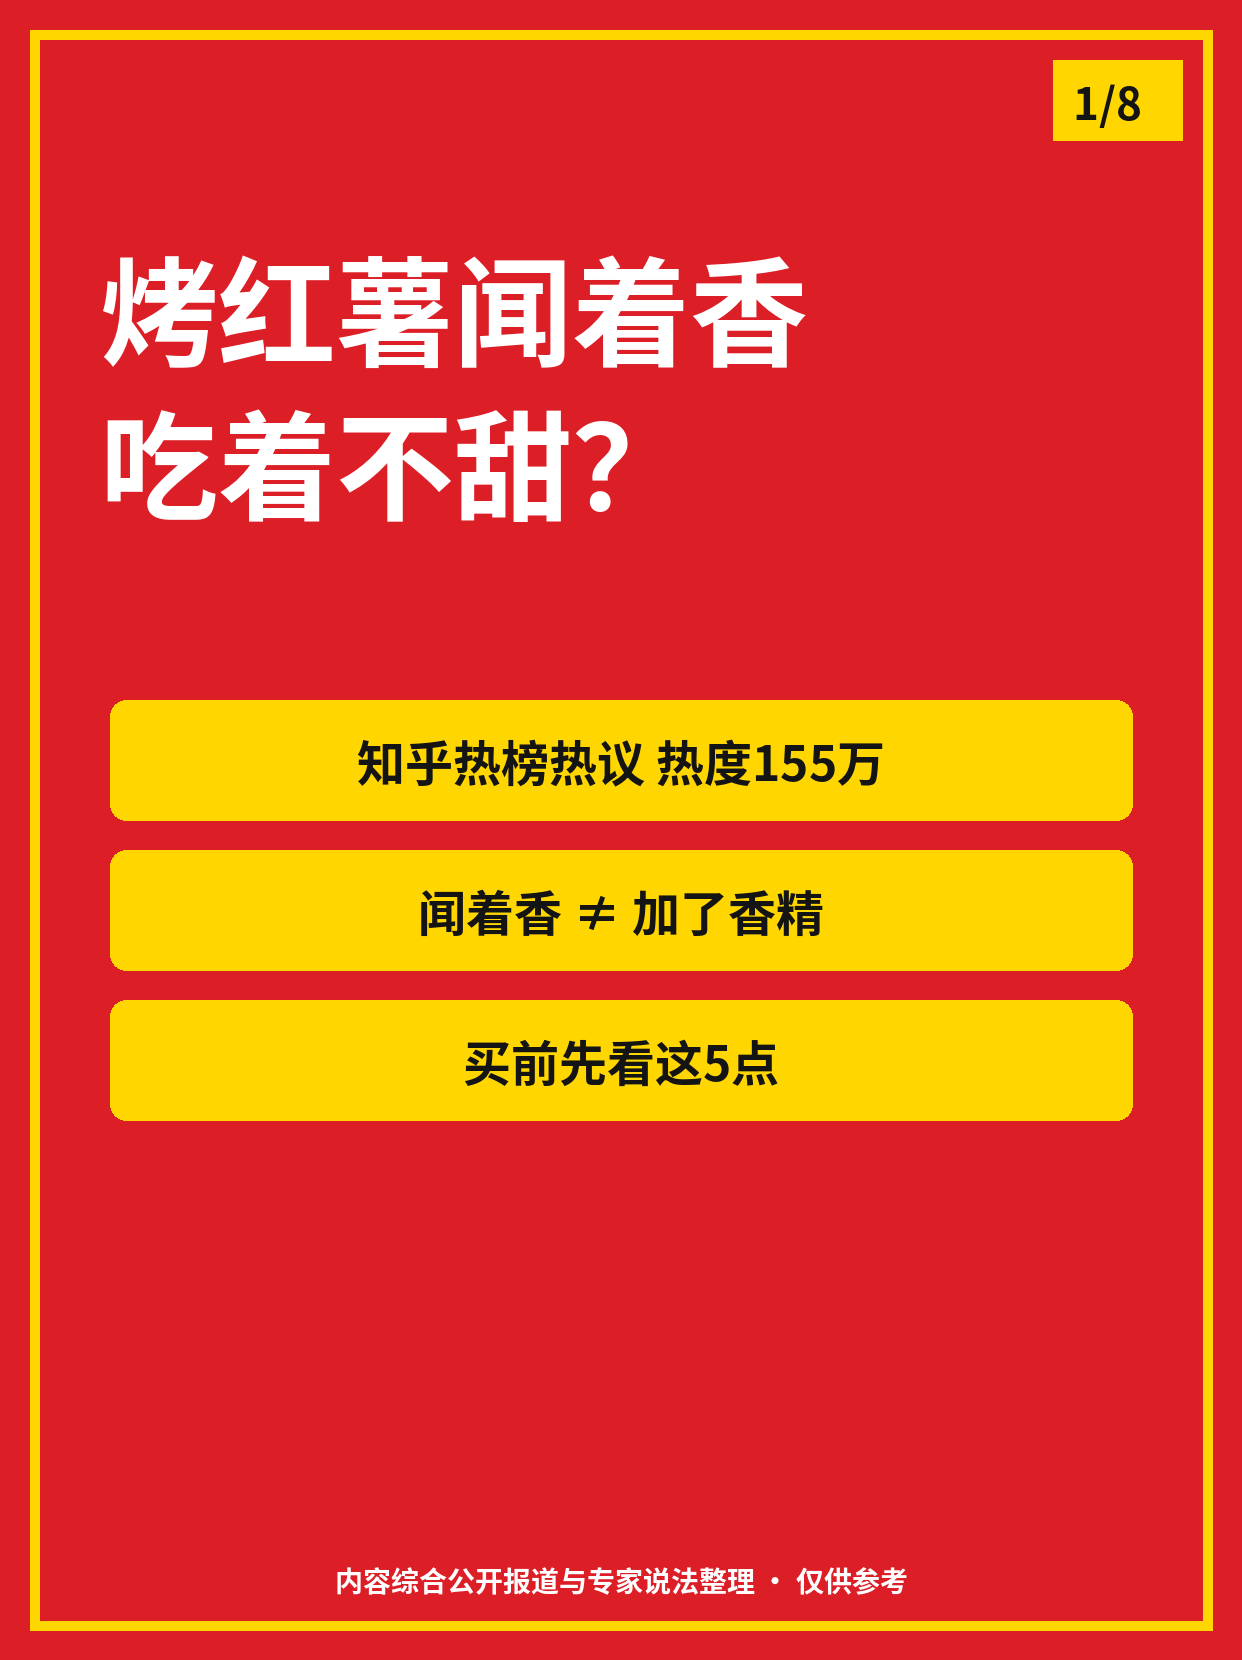 1/8
烤红薯闻着香
吃着不甜？
知乎热榜热议 热度155万
闻着香 ≠ 加了香精
买前先看这5点
内容综合公开报道与专家说法整理 · 仅供参考